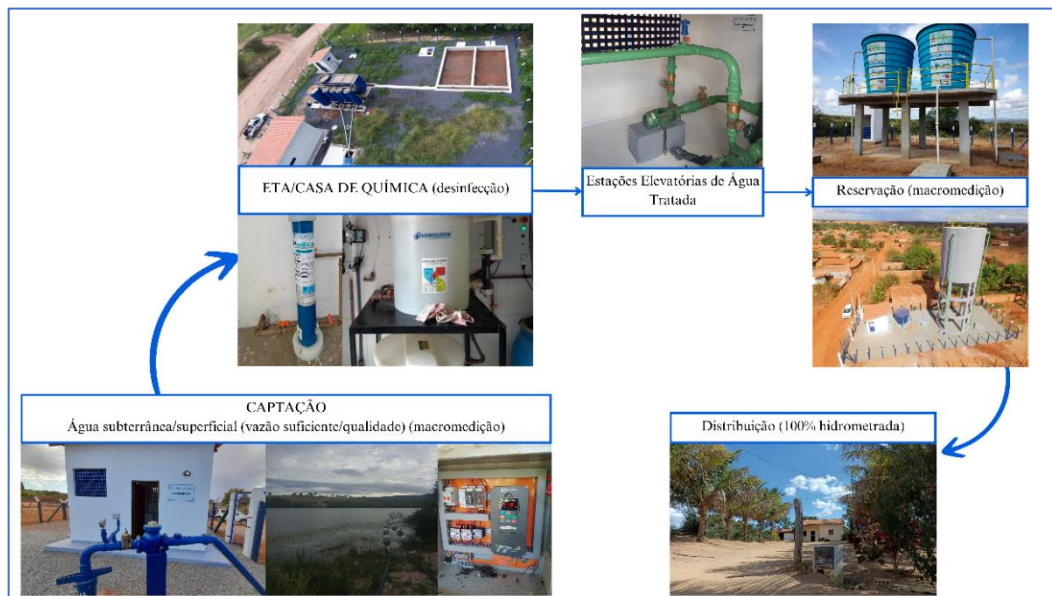 ETA/CASA DE QUÍMICA (desinfecção)
Estações Elevatórias de Água
Tratada
Reservação (macromedição)
HIDROGERON
CAPTAÇÃO
Água subterrânea/superficial (vazão suficiente/qualidade) (macromedição)
Distribuição (100% hidrometrada)